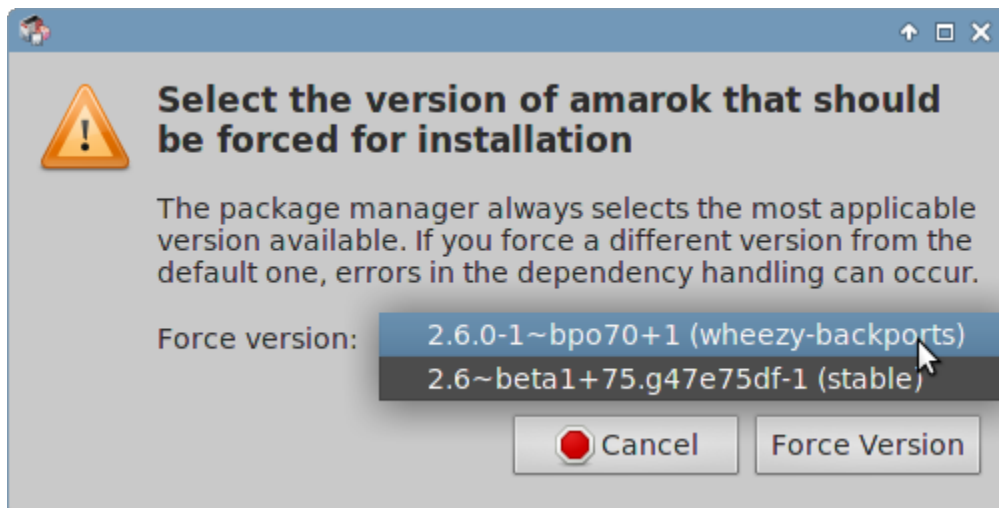 Select the version of amarok that should
be forced for installation
The package manager always selects the most applicable
version available. If you force a different version from the
default one, errors in the dependency handling can occur.
Force version:
2.6.0-1~bpo70+1 (wheezy-backports)
2.6~beta1+75.g47e75df-1 (stable)
Cancel
Force Version